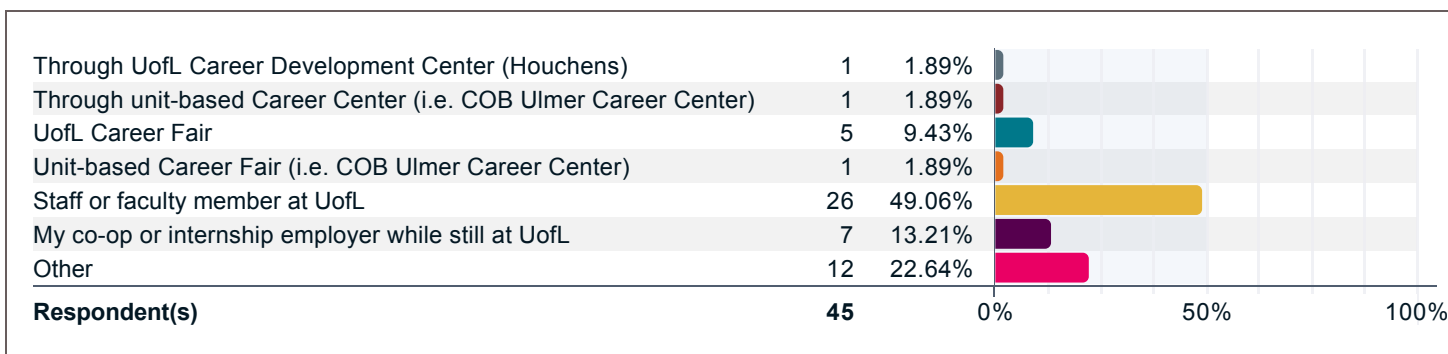 Through UofL Career Development Center (Houchens) 1 1.89%
Through unit-based Career Center (i.e. COB Ulmer Career Center) 1 1.89%
UofL Career Fair 5 9.43%
Unit-based Career Fair (i.e. COB Ulmer Career Center) 1 1.89%
Staff or faculty member at UofL 26 49.06%
My co-op or internship employer while still at UofL 7 13.21%
Other 12 22.64%
Respondent(s) 45 0% 50% 100%